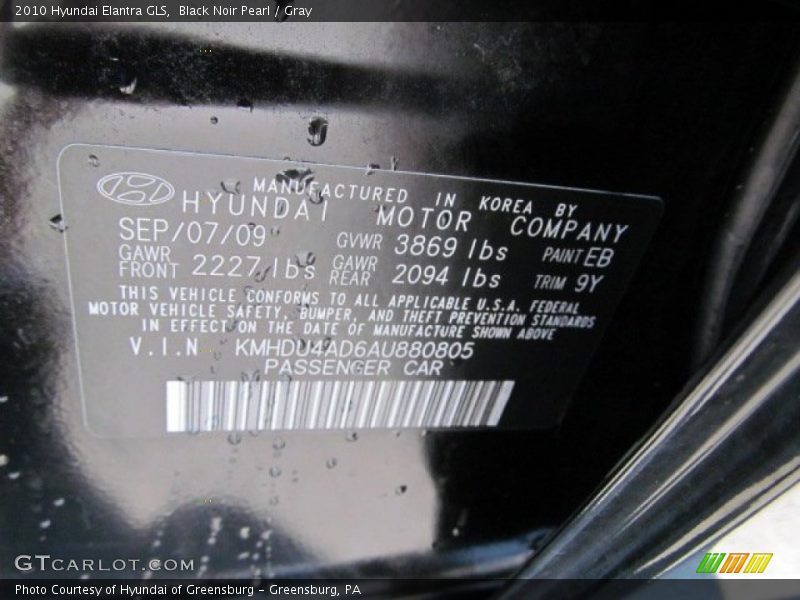 2010 Hyundai Elantra GLS, Black Noir Pearl / Gray
MANUFACTURED IN KOREA BY
HYUNDAI MOTOR COMPANY
SEP/07/09 GVWR 3869 lbs PAINT EB
GAWR FRONT 2227 lbs GAWR REAR 2094 lbs TRIM 9Y
THIS VEHICLE CONFORMS TO ALL APPLICABLE U.S.A. FEDERAL
MOTOR VEHICLE SAFETY, BUMPER, AND THEFT PREVENTION STANDARDS
IN EFFECT ON THE DATE OF MANUFACTURE SHOWN ABOVE
V.I.N KMHDU4AD6AU880805
PASSENGER CAR
GTCARLOT.COM
Photo Courtesy of Hyundai of Greensburg - Greensburg, PA